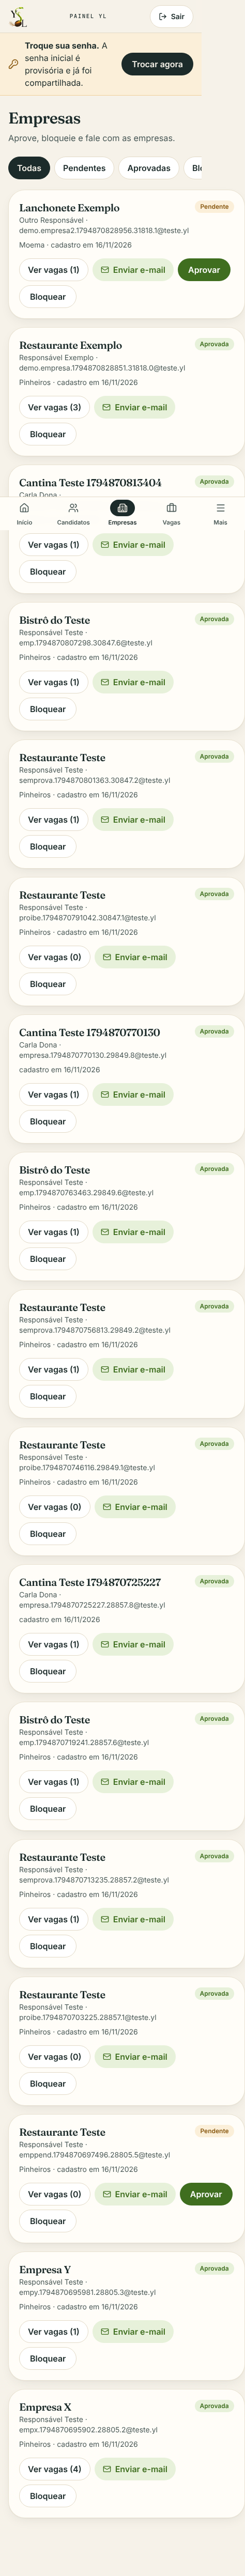 YL
PAINEL YL
Sair
Troque sua senha. A
senha inicial é
provisória e já foi
compartilhada.
Trocar agora
Empresas
Aprove, bloqueie e fale com as empresas.
Todas
Pendentes
Aprovadas
Lanchonete Exemplo
Pendente
Outro Responsável ·
demo.empresa2.1794870828956.31818.1@teste.yl
Moema · cadastro em 16/11/2026
Ver vagas (1)
Enviar e-mail
Aprovar
Bloquear
Restaurante Exemplo
Aprovada
Responsável Exemplo ·
demo.empresa.1794870828851.31818.0@teste.yl
Pinheiros · cadastro em 16/11/2026
Ver vagas (3)
Enviar e-mail
Bloquear
Cantina Teste 1794870813404
Aprovada
Carla Dona ·
Início
Candidatos
Empresas
Vagas
Mais
Ver vagas (1)
Enviar e-mail
Bloquear
Bistrô do Teste
Aprovada
Responsável Teste ·
emp.1794870807298.30847.6@teste.yl
Pinheiros · cadastro em 16/11/2026
Ver vagas (1)
Enviar e-mail
Bloquear
Restaurante Teste
Aprovada
Responsável Teste ·
semprova.1794870801363.30847.2@teste.yl
Pinheiros · cadastro em 16/11/2026
Ver vagas (1)
Enviar e-mail
Bloquear
Restaurante Teste
Aprovada
Responsável Teste ·
proibe.1794870791042.30847.1@teste.yl
Pinheiros · cadastro em 16/11/2026
Ver vagas (0)
Enviar e-mail
Bloquear
Cantina Teste 1794870770130
Aprovada
Carla Dona ·
empresa.1794870770130.29849.8@teste.yl
cadastro em 16/11/2026
Ver vagas (1)
Enviar e-mail
Bloquear
Bistrô do Teste
Aprovada
Responsável Teste ·
emp.1794870763463.29849.6@teste.yl
Pinheiros · cadastro em 16/11/2026
Ver vagas (1)
Enviar e-mail
Bloquear
Restaurante Teste
Aprovada
Responsável Teste ·
semprova.1794870756813.29849.2@teste.yl
Pinheiros · cadastro em 16/11/2026
Ver vagas (1)
Enviar e-mail
Bloquear
Restaurante Teste
Aprovada
Responsável Teste ·
proibe.1794870746116.29849.1@teste.yl
Pinheiros · cadastro em 16/11/2026
Ver vagas (0)
Enviar e-mail
Bloquear
Cantina Teste 1794870725227
Aprovada
Carla Dona ·
empresa.1794870725227.28857.8@teste.yl
cadastro em 16/11/2026
Ver vagas (1)
Enviar e-mail
Bloquear
Bistrô do Teste
Aprovada
Responsável Teste ·
emp.1794870719241.28857.6@teste.yl
Pinheiros · cadastro em 16/11/2026
Ver vagas (1)
Enviar e-mail
Bloquear
Restaurante Teste
Aprovada
Responsável Teste ·
semprova.1794870713235.28857.2@teste.yl
Pinheiros · cadastro em 16/11/2026
Ver vagas (1)
Enviar e-mail
Bloquear
Restaurante Teste
Aprovada
Responsável Teste ·
proibe.1794870703225.28857.1@teste.yl
Pinheiros · cadastro em 16/11/2026
Ver vagas (0)
Enviar e-mail
Bloquear
Restaurante Teste
Pendente
Responsável Teste ·
emppend.1794870697496.28805.5@teste.yl
Pinheiros · cadastro em 16/11/2026
Ver vagas (0)
Enviar e-mail
Aprovar
Bloquear
Empresa Y
Aprovada
Responsável Teste ·
empy.1794870695981.28805.3@teste.yl
Pinheiros · cadastro em 16/11/2026
Ver vagas (1)
Enviar e-mail
Bloquear
Empresa X
Aprovada
Responsável Teste ·
empx.1794870695902.28805.2@teste.yl
Pinheiros · cadastro em 16/11/2026
Ver vagas (4)
Enviar e-mail
Bloquear